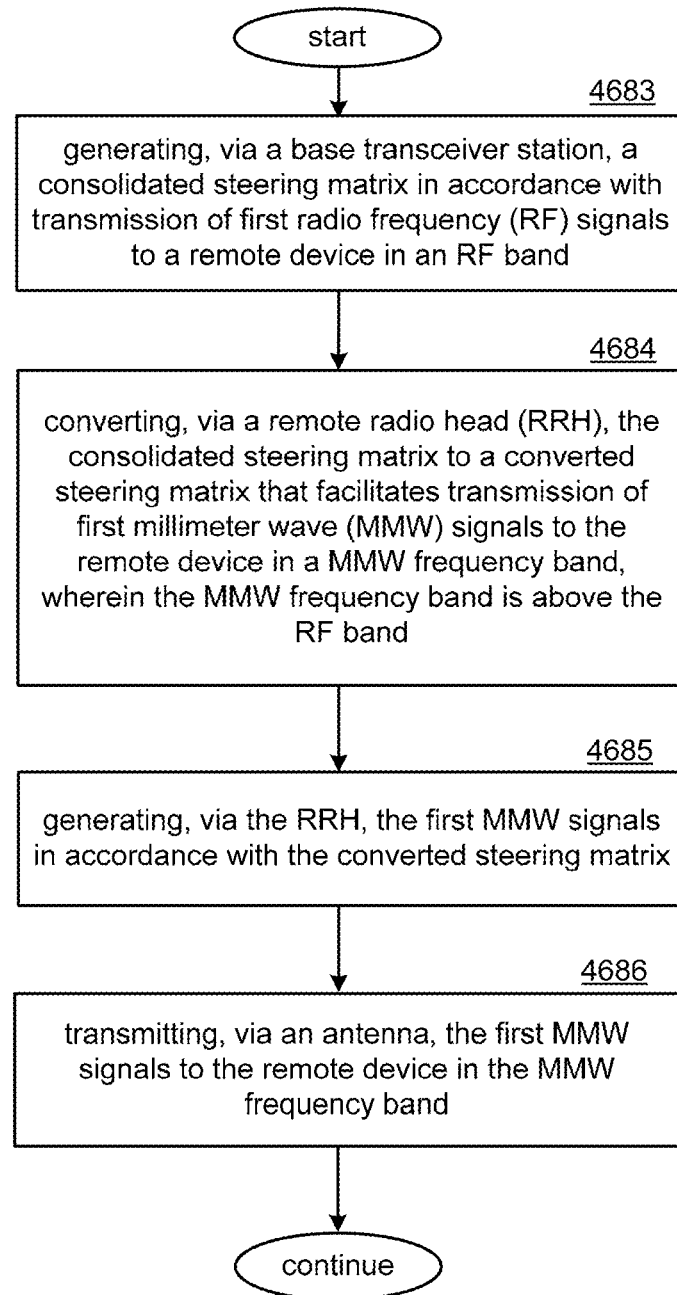 start
4683
generating, via a base transceiver station, a
consolidated steering matrix in accordance with
transmission of first radio frequency (RF) signals
to a remote device in an RF band
4684
converting, via a remote radio head (RRH), the
consolidated steering matrix to a converted
steering matrix that facilitates transmission of
first millimeter wave (MMW) signals to the
remote device in a MMW frequency band,
wherein the MMW frequency band is above the
RF band
4685
generating, via the RRH, the first MMW signals
in accordance with the converted steering matrix
4686
transmitting, via an antenna, the first MMW
signals to the remote device in the MMW
frequency band
continue